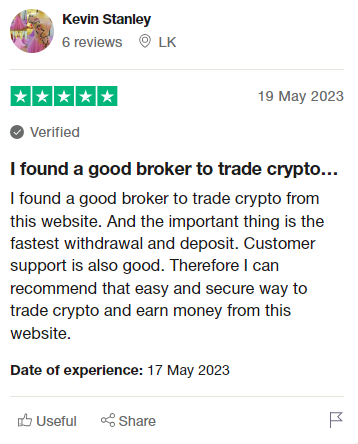 Kevin Stanley
6 reviews LK
19 May 2023
Verified
I found a good broker to trade crypto…
I found a good broker to trade crypto from
this website. And the important thing is the
fastest withdrawal and deposit. Customer
support is also good. Therefore I can
recommend that easy and secure way to
trade crypto and earn money from this
website.
Date of experience: 17 May 2023
Useful Share